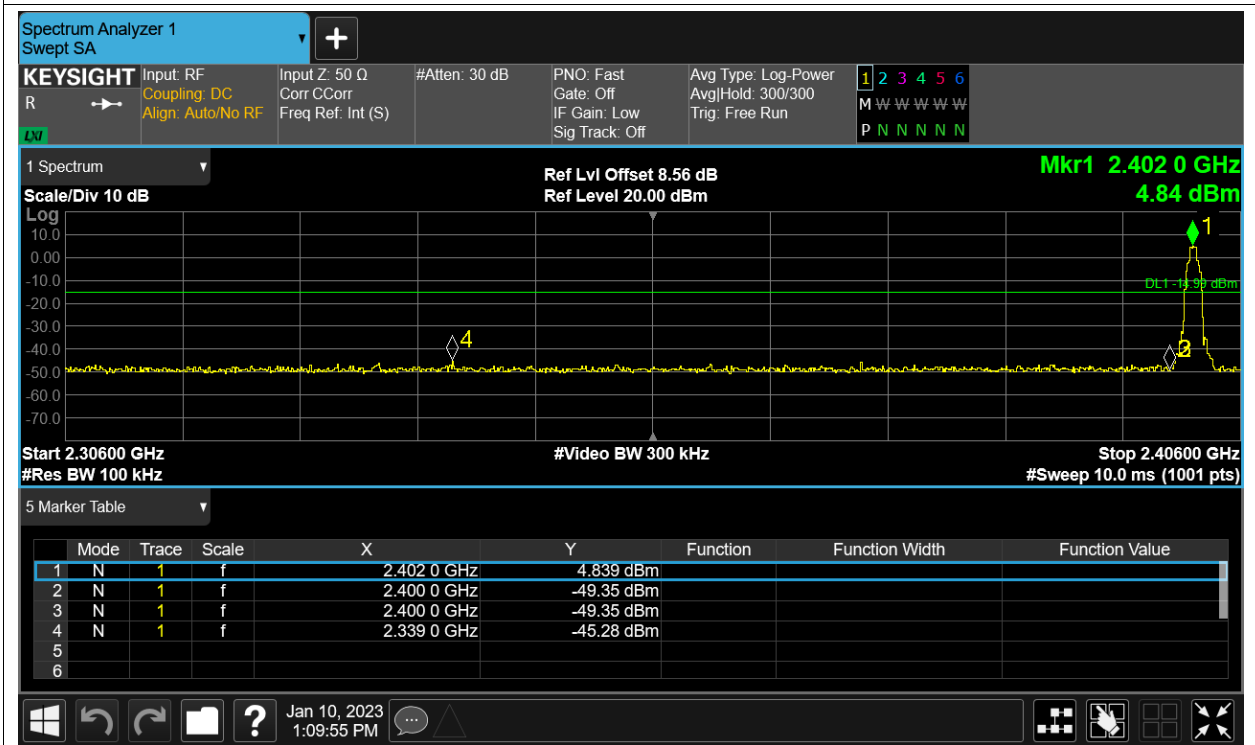 Spectrum Analyzer 1
Swept SA
+
KEYSIGHT Input: RF Input Z: 50 Ω #Atten: 30 dB PNO: Fast Avg Type: Log-Power 1 2 3 4 5 6
R Coupling: DC Corr CCorr Gate: Off Avg|Hold: 300/300 M W W W W W
Align: Auto/No RF Freq Ref: Int (S) IF Gain: Low Trig: Free Run
LXI Sig Track: Off P N N N N N
1 Spectrum Ref Lvl Offset 8.56 dB Mkr1 2.402 0 GHz
Scale/Div 10 dB Ref Level 20.00 dBm 4.84 dBm
Log
1
10.0
0.00
-10.0
DL1 -14.99 dBm
-20.0
-30.0
4
-40.0
2
-50.0
-60.0
-70.0
Start 2.30600 GHz #Video BW 300 kHz Stop 2.40600 GHz
#Res BW 100 kHz #Sweep 10.0 ms (1001 pts)
5 Marker Table
Mode Trace Scale X Y Function Function Width Function Value
1 N 1 f 2.402 0 GHz 4.839 dBm
2 N 1 f 2.400 0 GHz -49.35 dBm
3 N 1 f 2.400 0 GHz -49.35 dBm
4 N 1 f 2.339 0 GHz -45.28 dBm
5
6
? Jan 10, 2023
1:09:55 PM